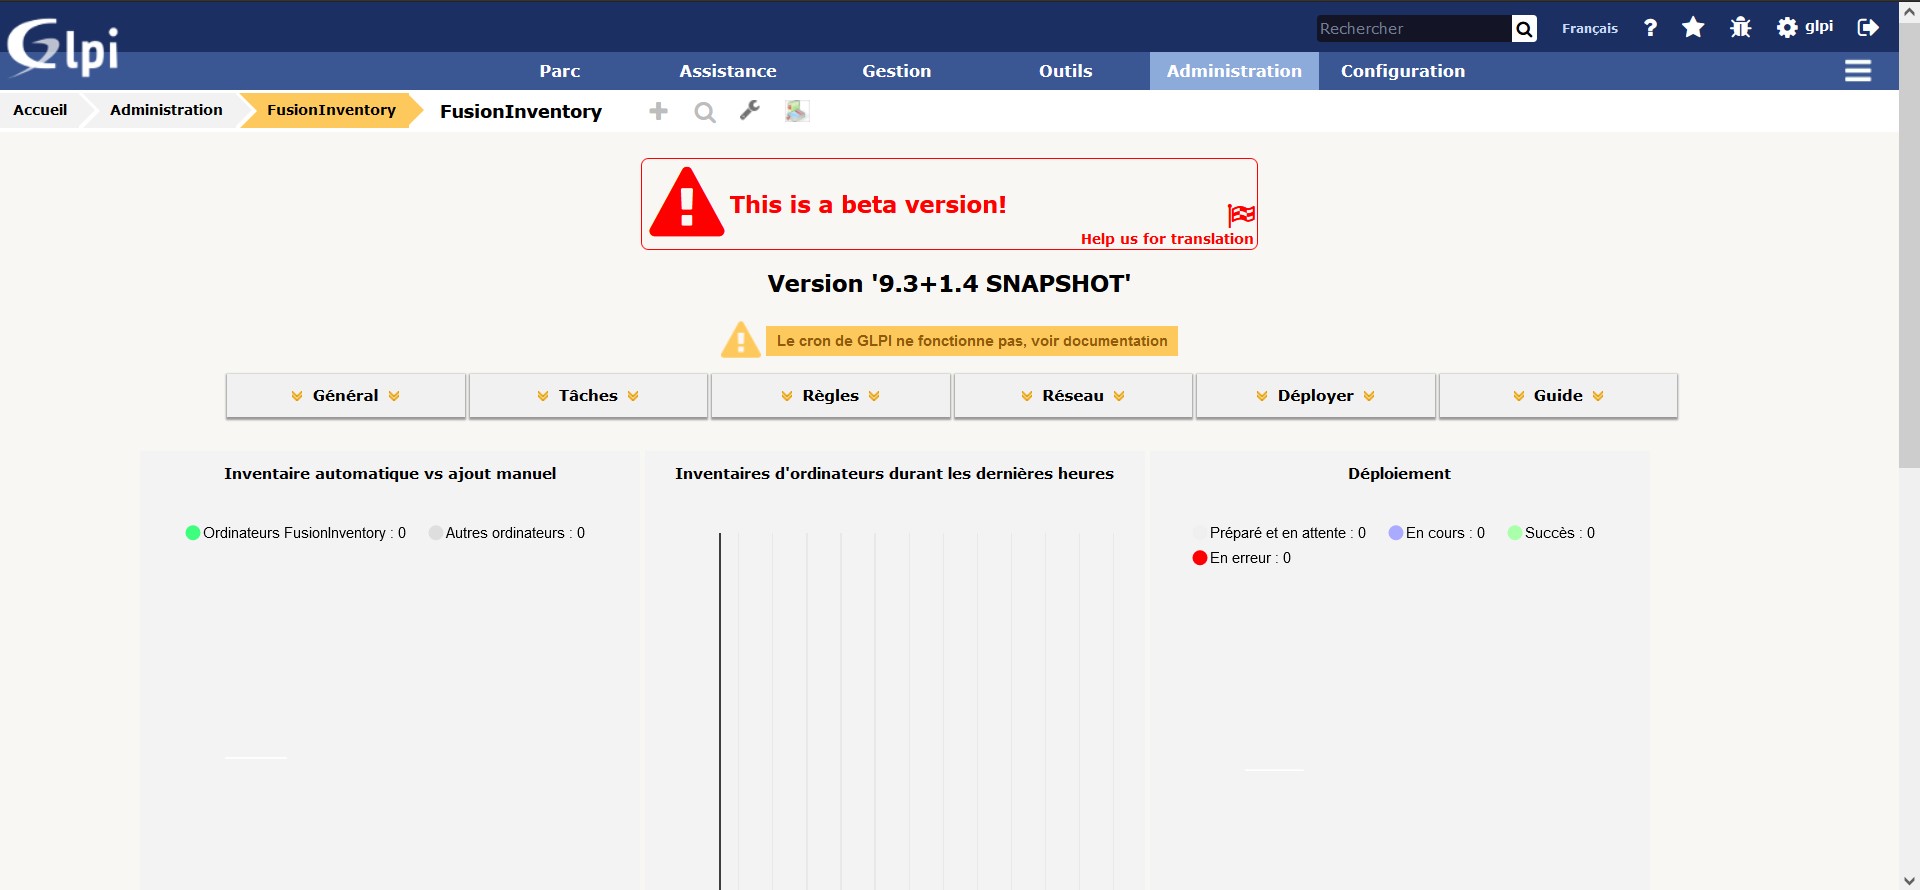 Glpi
Rechercher
Français
?
glpi
Parc
Assistance
Gestion
Outils
Administration
Configuration
Accueil
Administration
FusionInventory
FusionInventory
This is a beta version!
Help us for translation
Version '9.3+1.4 SNAPSHOT'
Le cron de GLPI ne fonctionne pas, voir documentation
Général
Tâches
Règles
Réseau
Déployer
Guide
Inventaire automatique vs ajout manuel
Ordinateurs FusionInventory : 0
Autres ordinateurs : 0
Inventaires d'ordinateurs durant les dernières heures
Déploiement
Préparé et en attente : 0
En cours : 0
Succès : 0
En erreur : 0